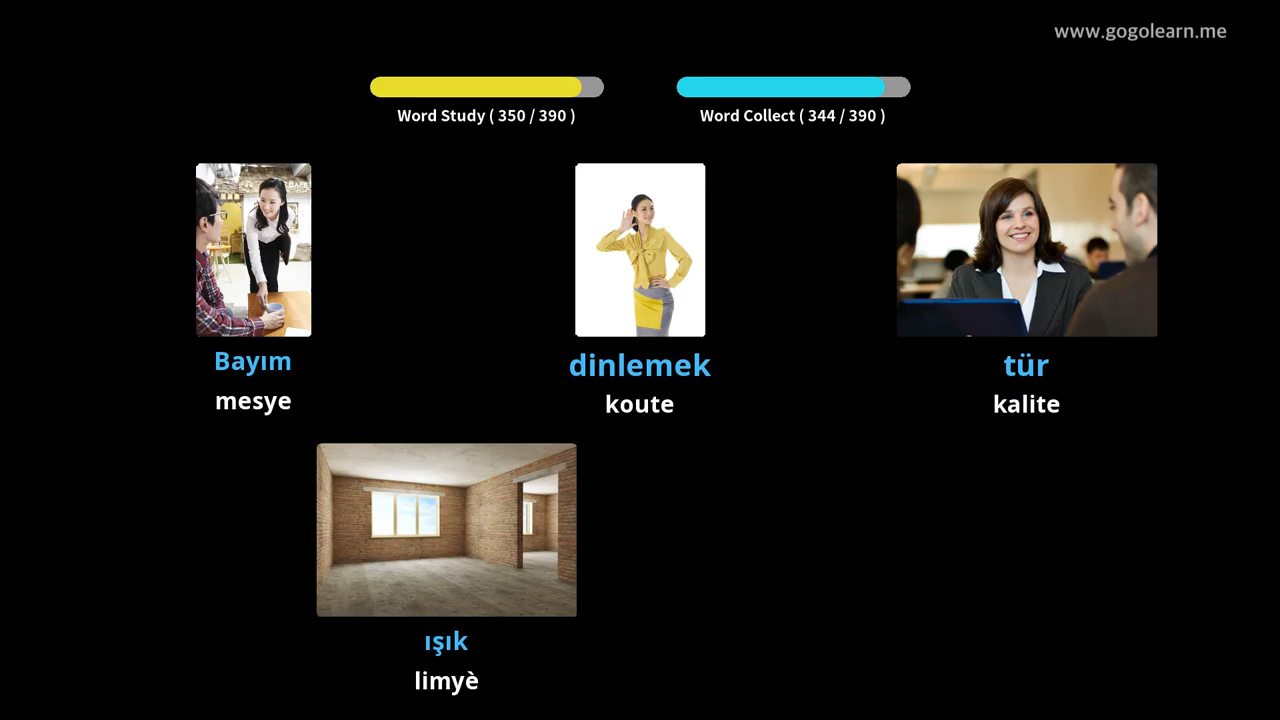 www.gogolearn.me
Word Study ( 350 / 390 )
Word Collect ( 344 / 390 )
Bayım
mesye
dinlemek
koute
tür
kalite
ışık
limyè